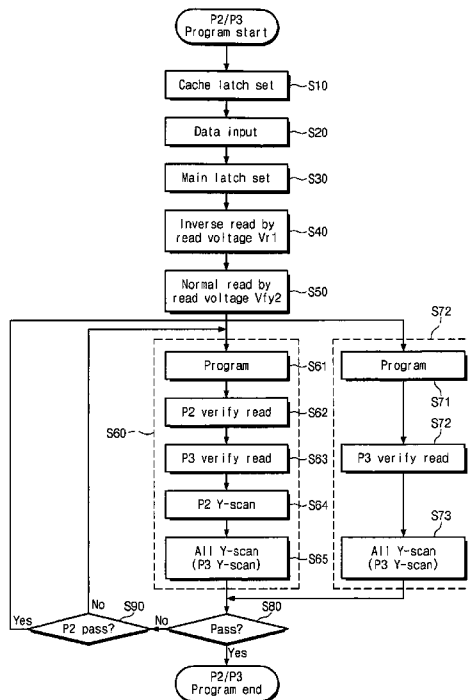 P2/P3
Program start
Cache latch set
S10
Data input
S20
Main latch set
S30
Inverse read by
read voltage Vr1
S40
Normal read by
read voltage Vfy2
S50
S72
Program
S61
Program
S71
P2 verify read
S62
S72
S60
P3 verify read
S63
P3 verify read
P2 Y-scan
S64
S73
All Y-scan
(P3 Y-scan)
S65
All Y-scan
(P3 Y-scan)
No
S90
S80
Yes
P2 pass?
No
Pass?
Yes
P2/P3
Program end